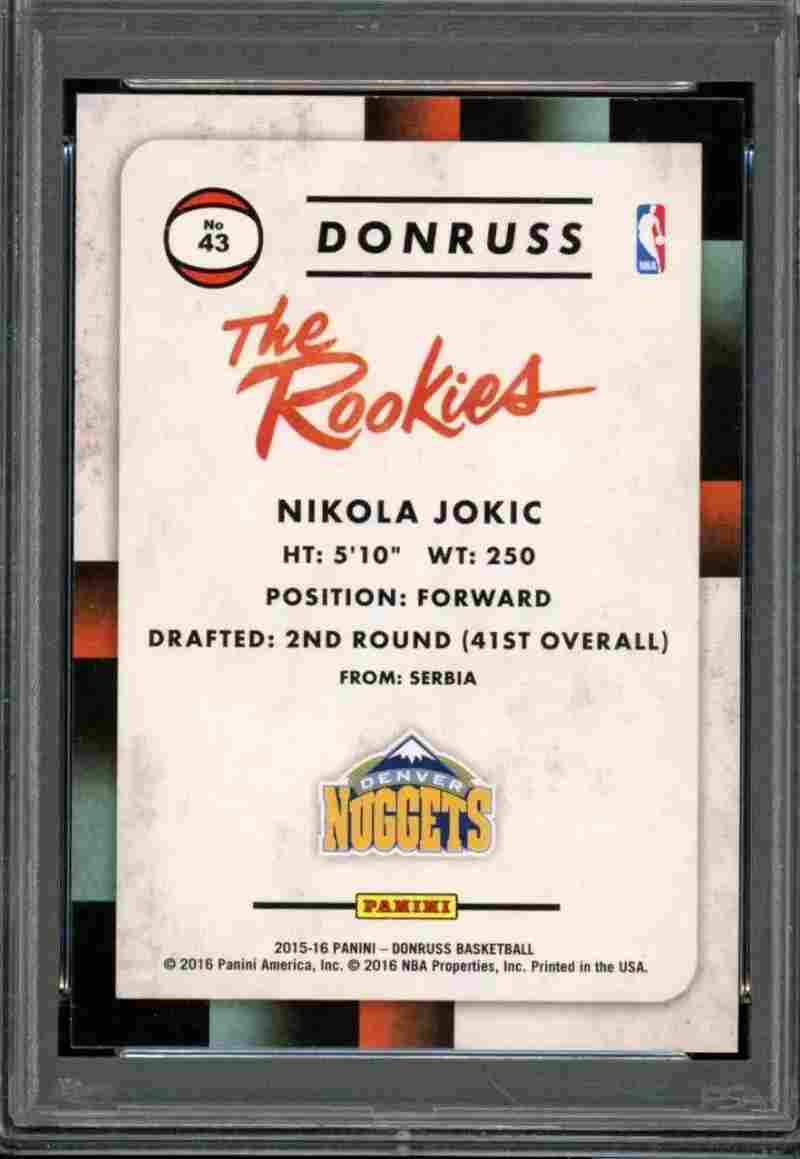 No
43
DONRUSS
NBA
The
Rookies
NIKOLA JOKIC
HT: 5'10" WT: 250
POSITION: FORWARD
DRAFTED: 2ND ROUND (41ST OVERALL)
FROM: SERBIA
DENVER
NUGGETS
PANINI
2015-16 PANINI – DONRUSS BASKETBALL
© 2016 Panini America, Inc. © 2016 NBA Properties, Inc. Printed in the USA.